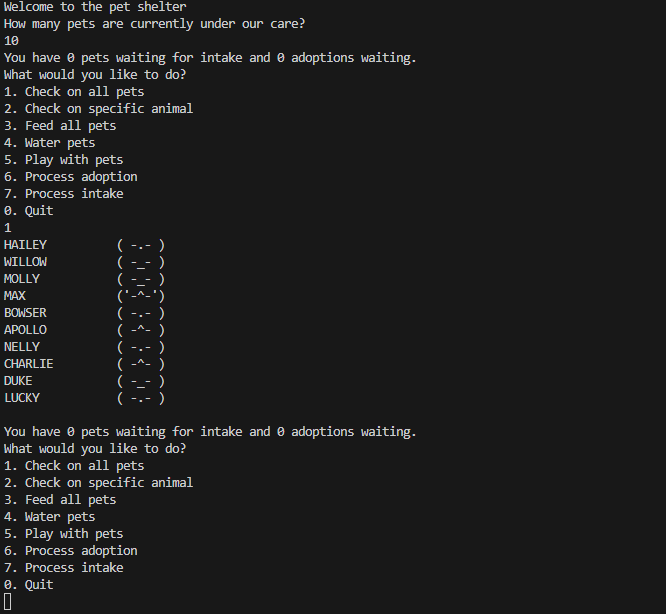 Welcome to the pet shelter
How many pets are currently under our care?
10
You have 0 pets waiting for intake and 0 adoptions waiting.
What would you like to do?
1. Check on all pets
2. Check on specific animal
3. Feed all pets
4. Water pets
5. Play with pets
6. Process adoption
7. Process intake
0. Quit
1
HAILEY          ( -.- )
WILLOW          ( -_- )
MOLLY           ( -_- )
MAX             ('-^-')
BOWSER          ( -.- )
APOLLO          ( -^- )
NELLY           ( -.- )
CHARLIE         ( -^- )
DUKE            ( -_- )
LUCKY           ( -.- )

You have 0 pets waiting for intake and 0 adoptions waiting.
What would you like to do?
1. Check on all pets
2. Check on specific animal
3. Feed all pets
4. Water pets
5. Play with pets
6. Process adoption
7. Process intake
0. Quit